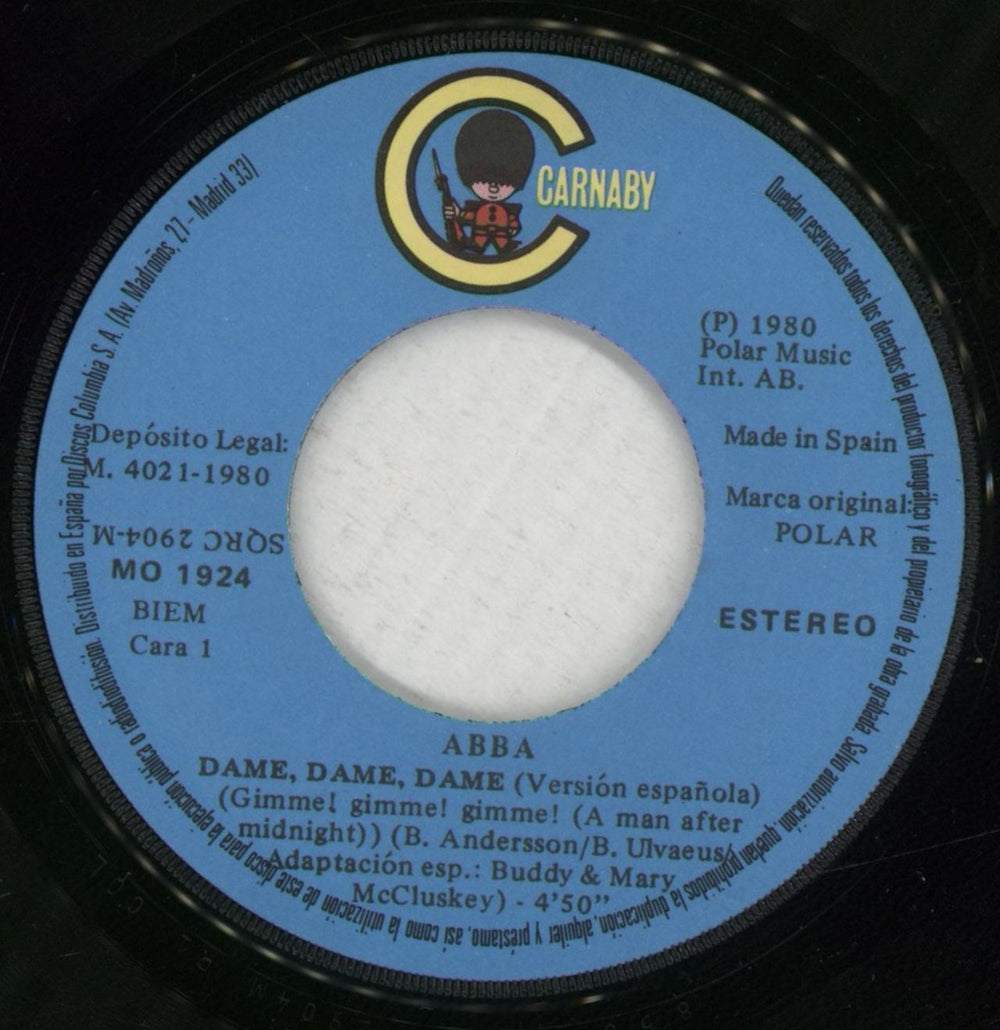 CARNABY
(P) 1980
Polar Music
Int. AB.
Depósito Legal:
M. 4021-1980
Made in Spain
Marca original:
POLAR
SQRC 2904-M
MO 1924
BIEM
Cara 1
ESTEREO
ABBA
DAME, DAME, DAME (Versión española)
(Gimme! gimme! gimme! (A man after
midnight)) (B. Andersson/B. Ulvaeus/
Adaptación esp.: Buddy & Mary
McCluskey) - 4'50"
Quedan reservados todos los derechos del productor fonográfico y del propietario de la obra grabada. Salvo autorización, quedan prohibidos la duplicación, alquiler y préstamo, así como la utilización de este disco para la ejecución pública o radiodifusión. Distribuido en España por Discos Columbia S.A. (Av. Madroños, 27 - Madrid 33)